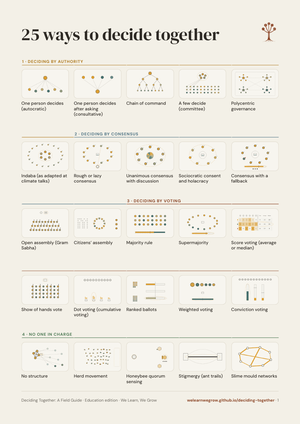 25 ways to decide together
1 · DECIDING BY AUTHORITY
One person decides
(autocratic)
One person decides
after asking
(consultative)
Chain of command
A few decide
(committee)
Polycentric
governance
2 · DECIDING BY CONSENSUS
Indaba (as adapted at
climate talks)
Rough or lazy
consensus
Unanimous consensus
with discussion
Sociocratic consent
and holacracy
Consensus with a
fallback
3 · DECIDING BY VOTING
Open assembly (Gram
Sabha)
Citizens' assembly
Majority rule
Supermajority
Score voting (average
or median)
Show of hands vote
Dot voting (cumulative
voting)
Ranked ballots
Weighted voting
Conviction voting
4 · NO ONE IN CHARGE
No structure
Herd movement
Honeybee quorum
sensing
Stigmergy (ant trails)
Slime mould networks
Deciding Together: A Field Guide · Education edition · We Learn, We Grow
welearnwegrow.github.io/deciding-together · 1